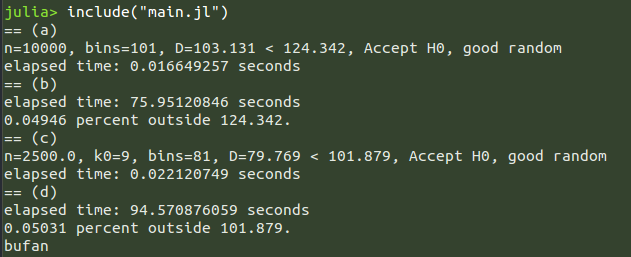 julia> include("main.jl")
== (a)
n=10000, bins=101, D=103.131 < 124.342, Accept H0, good random
elapsed time: 0.016649257 seconds
== (b)
elapsed time: 75.95120846 seconds
0.04946 percent outside 124.342.
== (c)
n=2500.0, k0=9, bins=81, D=79.769 < 101.879, Accept H0, good random
elapsed time: 0.022120749 seconds
== (d)
elapsed time: 94.570876059 seconds
0.05031 percent outside 101.879.
bufan